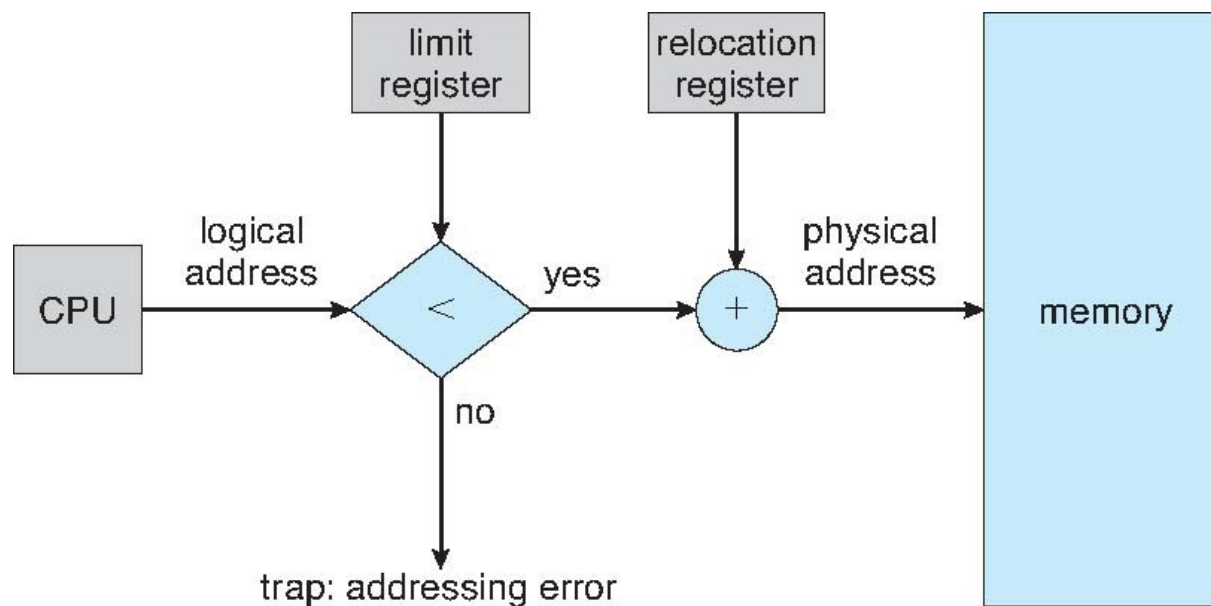 limit
register
relocation
register
logical
address
physical
address
CPU
<
yes
+
memory
no
trap: addressing error